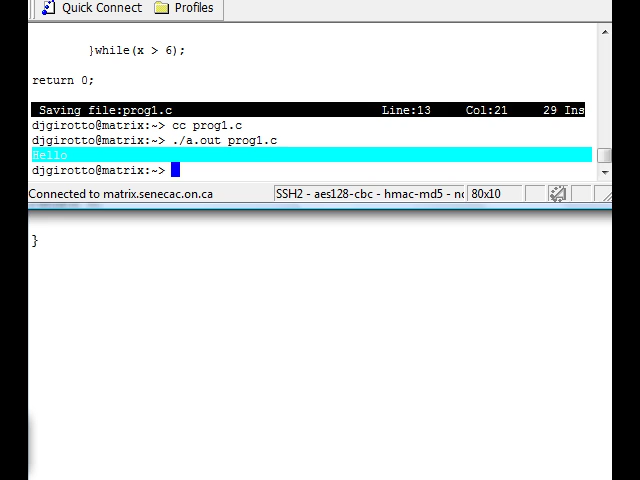 Quick Connect Profiles
}while(x > 6);
return 0;
Saving file:prog1.c Line:13 Col:21 29 Ins
djgirotto@matrix:~> cc prog1.c
djgirotto@matrix:~> ./a.out prog1.c
Hello
djgirotto@matrix:~>
Connected to matrix.senecac.on.ca SSH2 - aes128-cbc - hmac-md5 - nc 80x10
}